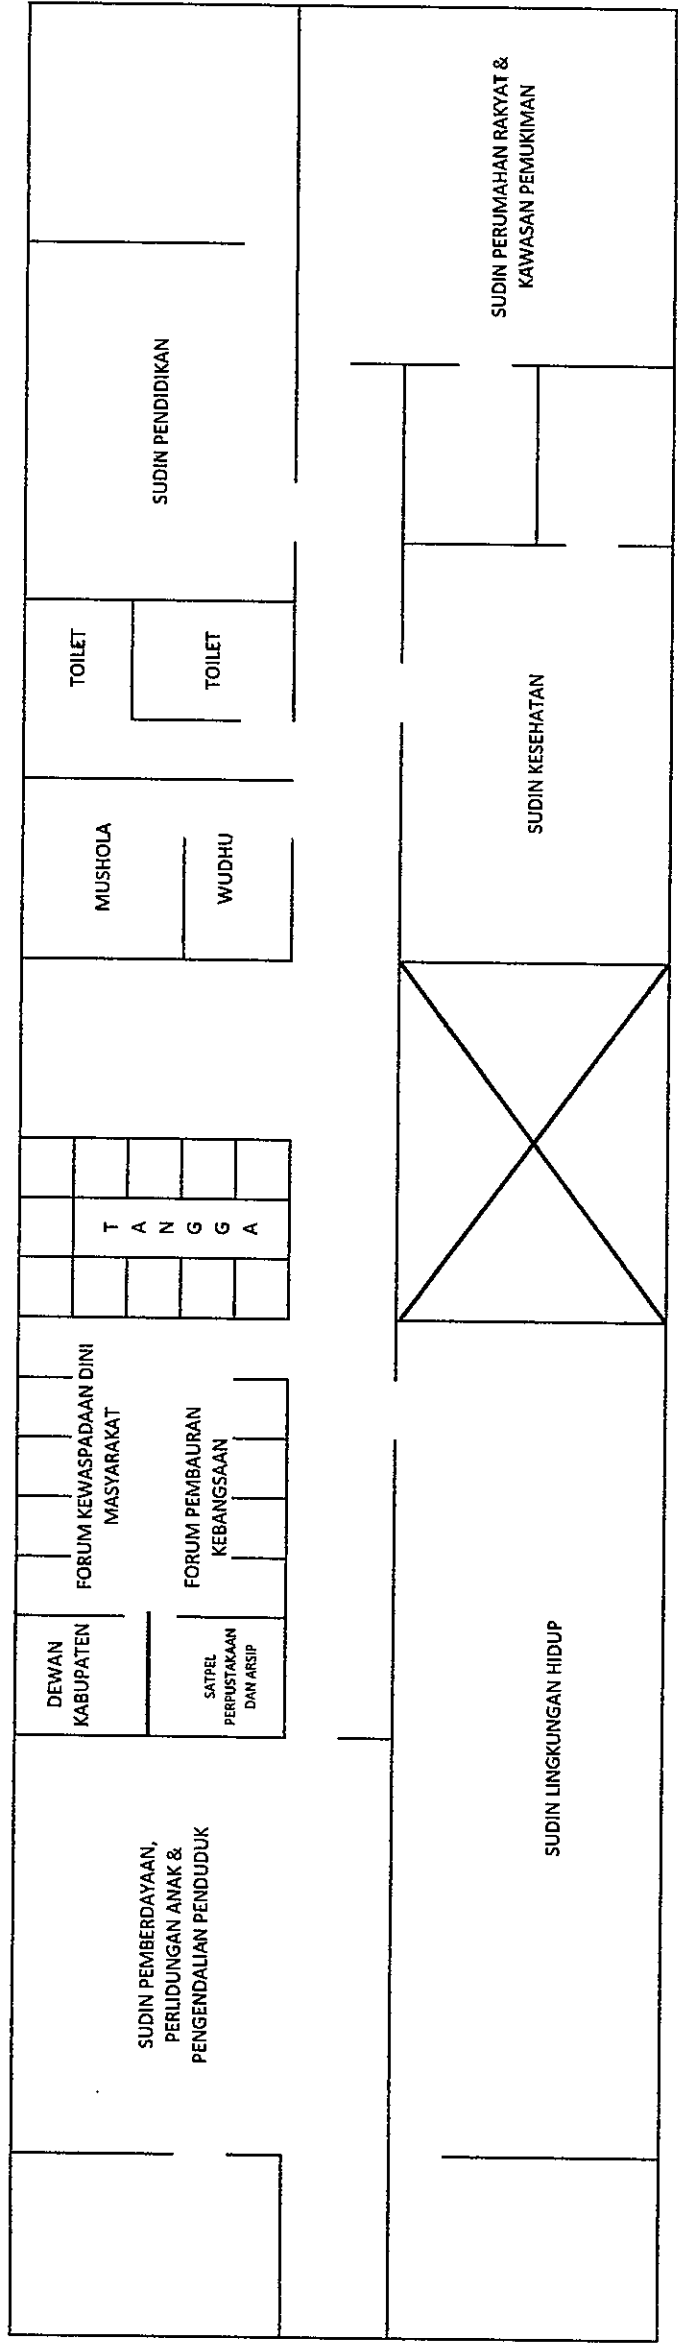 SUDIN PEMBERDAYAAN,
PERLIDUNGAN ANAK &
PENGENDALIAN PENDUDUK
DEWAN
KABUPATEN
SATPEL
PERPUSTAKAAN
DAN ARSIP
FORUM KEWASPADAAN DINI
MASYARAKAT
FORUM PEMBAURAN
KEBANGSAAN
TANGGA
MUSHOLA
WUDHU
TOILET
TOILET
SUDIN PENDIDIKAN
SUDIN LINGKUNGAN HIDUP
SUDIN KESEHATAN
SUDIN PERUMAHAN RAKYAT &
KAWASAN PEMUKIMAN